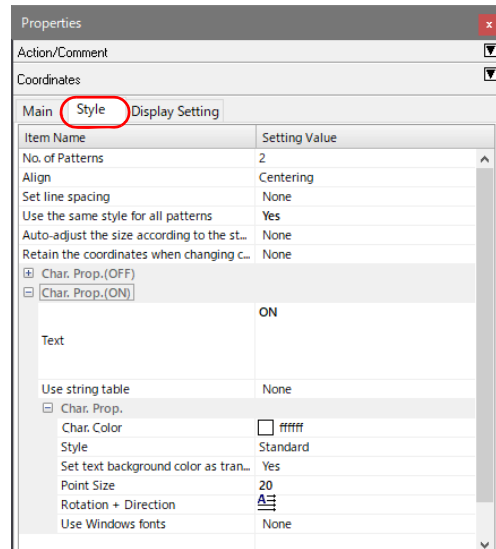 Properties
x
Action/Comment
Coordinates
Main Style Display Setting
Item Name Setting Value
No. of Patterns 2
Align Centering
Set line spacing None
Use the same style for all patterns Yes
Auto-adjust the size according to the st... None
Retain the coordinates when changing c... None
Char. Prop.(OFF)
Char. Prop.(ON)
ON
Text
Use string table None
Char. Prop.
Char. Color ffffff
Style Standard
Set text background color as tran... Yes
Point Size 20
Rotation + Direction A
Use Windows fonts None